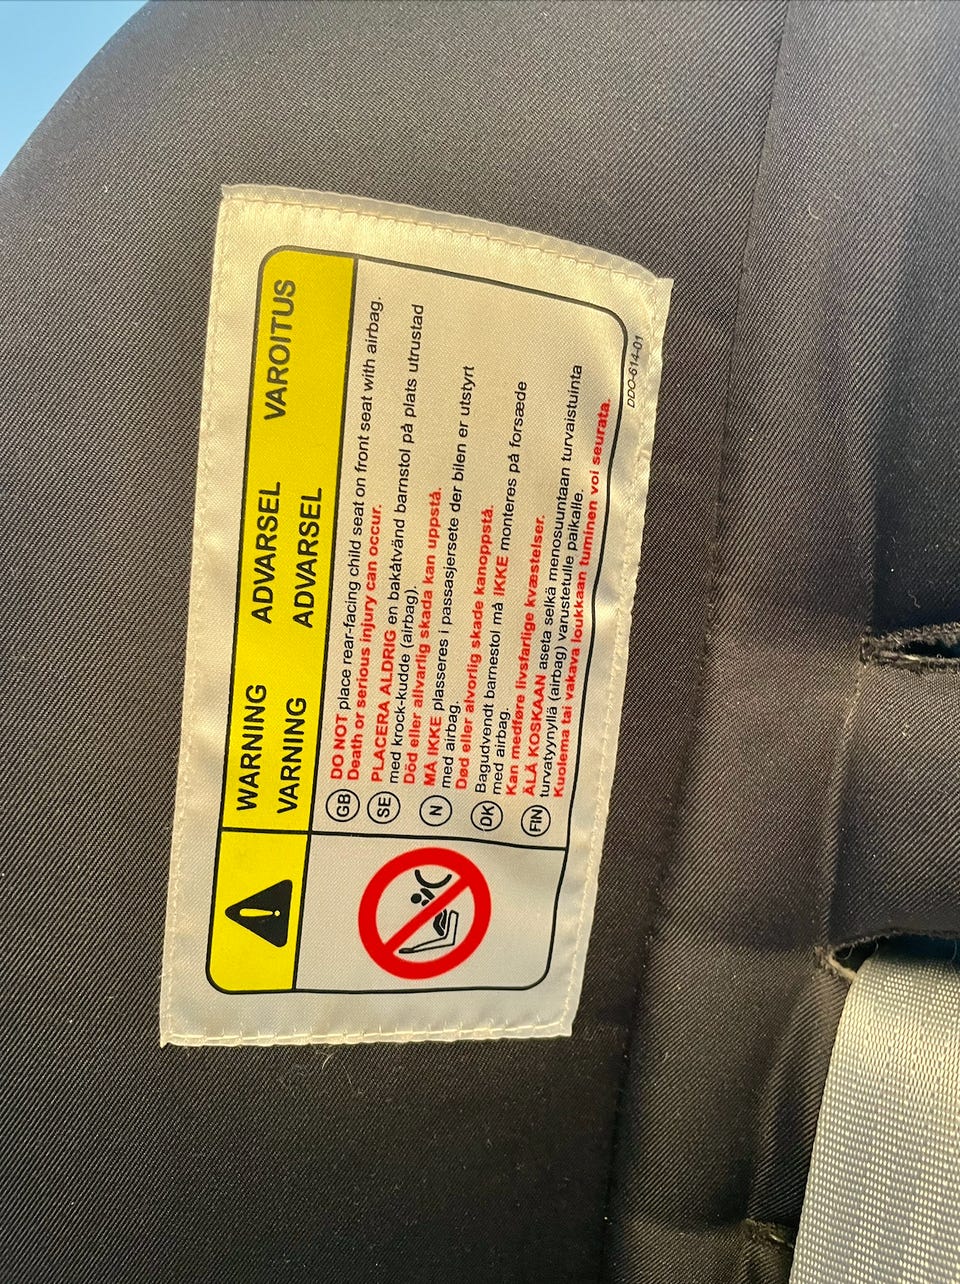 WARNING ADVARSEL VAROITUS
VARNING ADVARSEL
GB DO NOT place rear-facing child seat on front seat with airbag.
Death or serious injury can occur.
SE PLACERA ALDRIG en bakåtvänd barnstol på plats utrustad
med krock-kudde (airbag).
Död eller allvarlig skada kan uppstå.
N MÅ IKKE plasseres i passasjersete der bilen er utstyrt
med airbag.
Død eller alvorlig skade kanoppstå.
DK Bagudvendt barnestol må IKKE monteres på forsæde
med airbag.
Kan medføre livsfarlige kvæstelser.
FIN ÄLÄ KOSKAAN aseta selkä menosuuntaan turvaistuinta
turvatyynyllä (airbag) varustetulle paikalle.
Kuolema tai vakava loukkaan tuminen voi seurata.
DDO-614-01